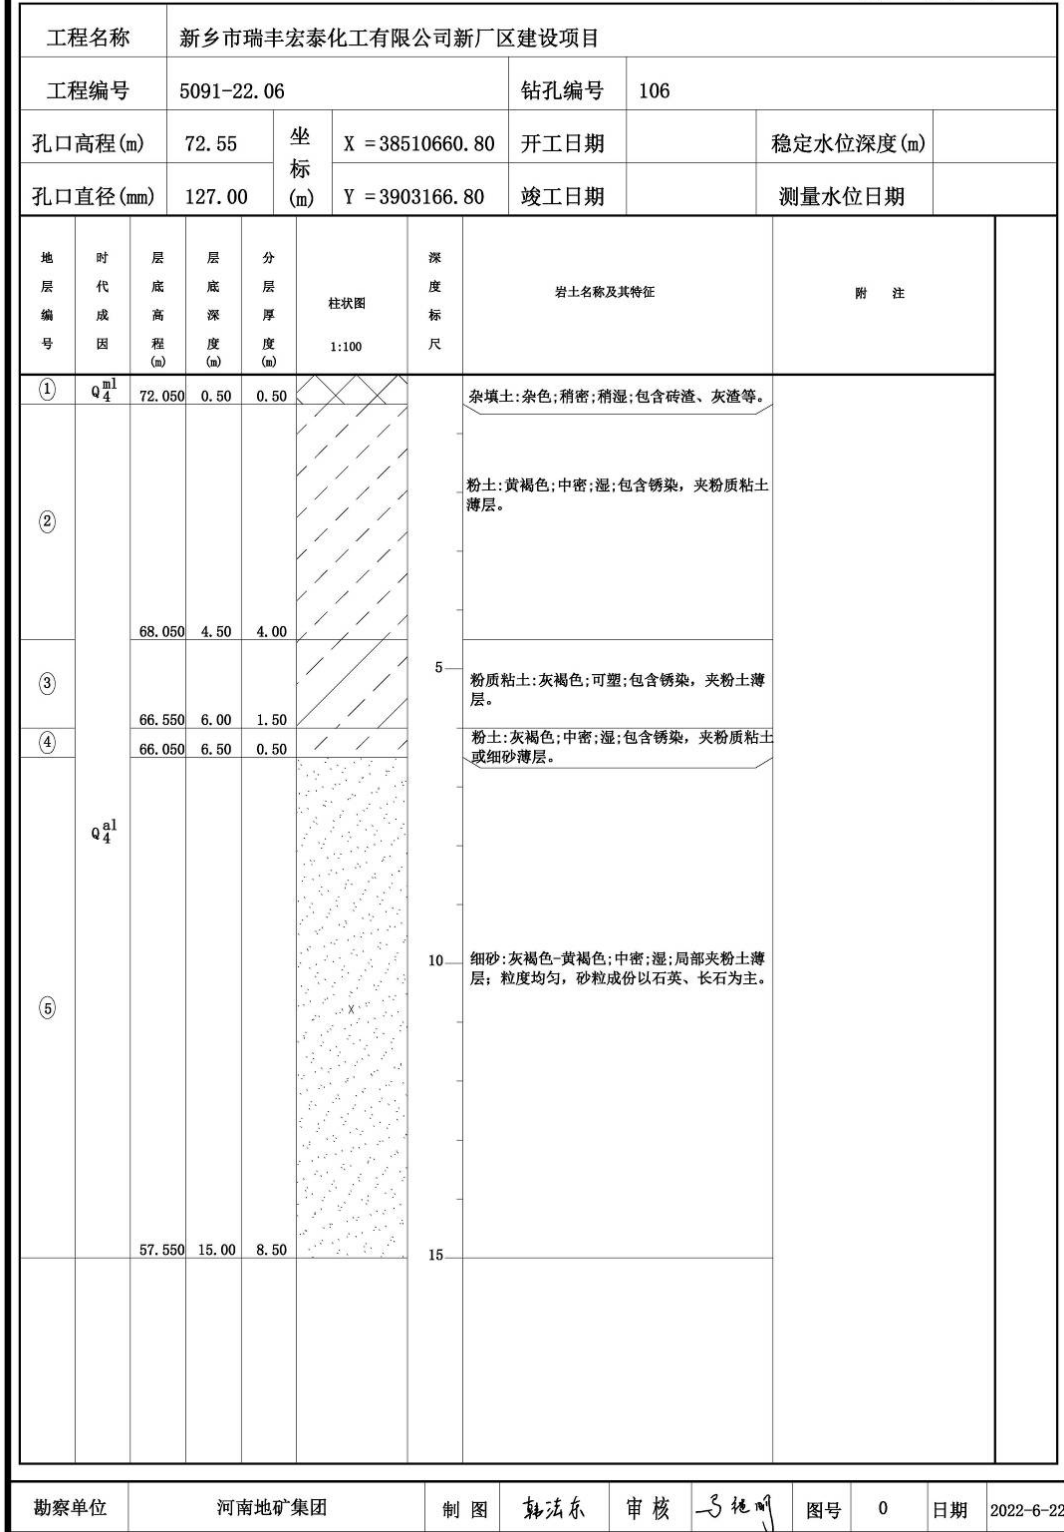 工程名称 新乡市瑞丰宏泰化工有限公司新厂区建设项目
工程编号 5091-22.06 钻孔编号 106
孔口高程(m) 72.55 坐标(m) X =38510660.80 开工日期 稳定水位深度(m)
孔口直径(mm) 127.00 Y =3903166.80 竣工日期 测量水位日期
地层编号 时代成因 层底高程(m) 层底深度(m) 分层厚度(m) 柱状图 1:100 深度标尺 岩土名称及其特征 附 注
① Q4ml 72.050 0.50 0.50 杂填土:杂色;稍密;稍湿;包含砖渣、灰渣等。
粉土:黄褐色;中密;湿;包含锈染，夹粉质粘土
薄层。
②
68.050 4.50 4.00
5
③ 粉质粘土:灰褐色;可塑;包含锈染，夹粉土薄
层。
66.550 6.00 1.50
④ 粉土:灰褐色;中密;湿;包含锈染，夹粉质粘土
66.050 6.50 0.50 或细砂薄层。
Q4al
10 细砂:灰褐色-黄褐色;中密;湿;局部夹粉土薄
层；粒度均匀，砂粒成份以石英、长石为主。
⑤ X
57.550 15.00 8.50 15
勘察单位 河南地矿集团 制 图 韩法东 审 核 图号 0 日期 2022-6-22